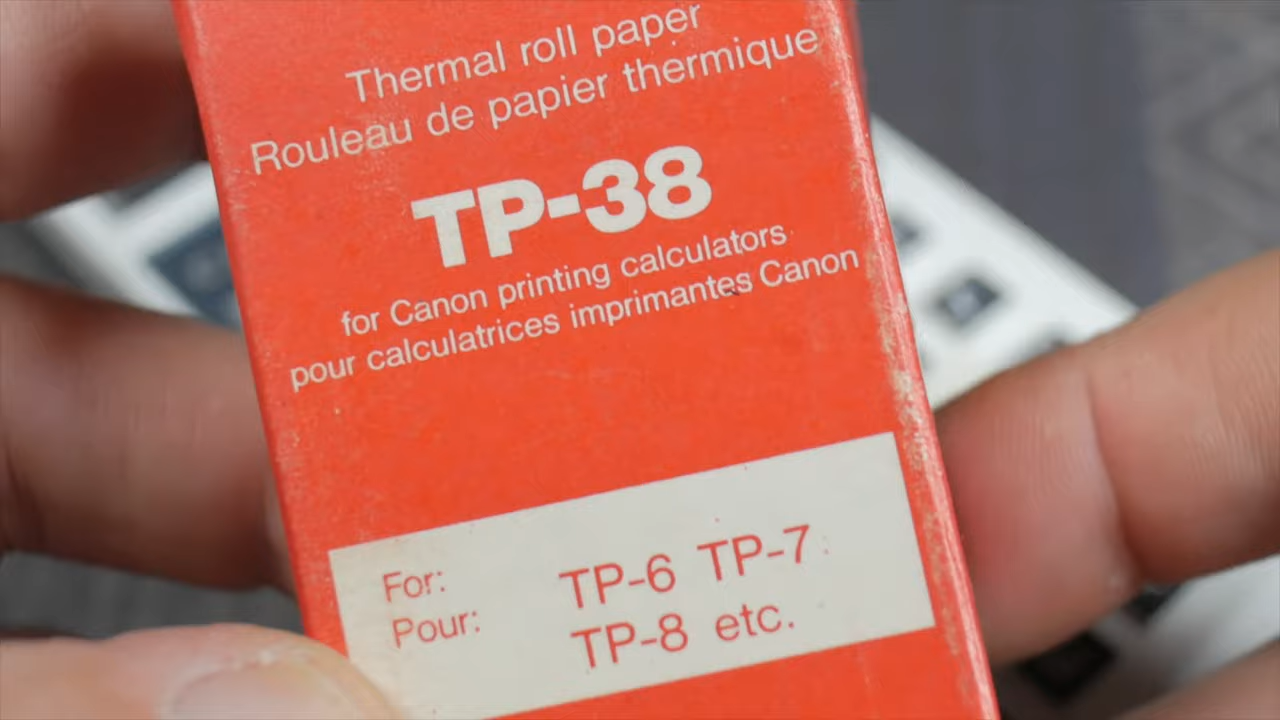 Thermal roll paper
Rouleau de papier thermique
TP-38
for Canon printing calculators
pour calculatrices imprimantes Canon
For: TP-6 TP-7
Pour: TP-8 etc.